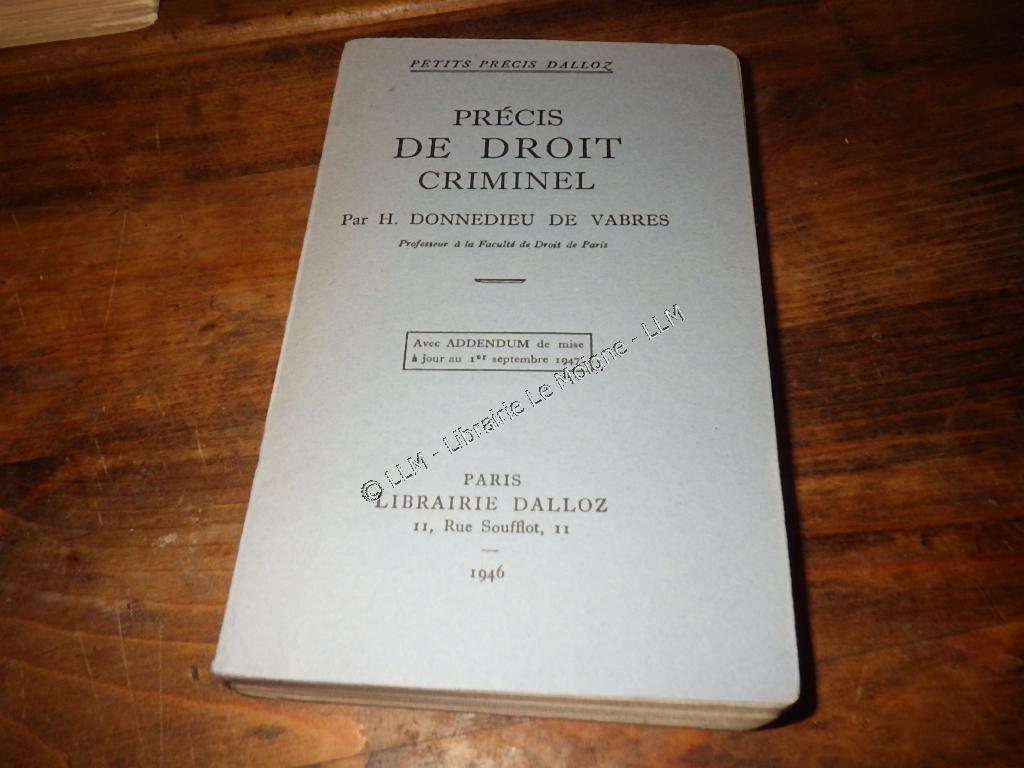 PETITS PRÉCIS DALLOZ
PRÉCIS
DE DROIT
CRIMINEL
Par H. DONNEDIEU DE VABRES
Professeur à la Faculté de Droit de Paris
Avec ADDENDUM de mise
à jour au 1er septembre 1947
© LLM - Librairie Le Moigne - LLM
PARIS
LIBRAIRIE DALLOZ
11, Rue Soufflot, 11
1946